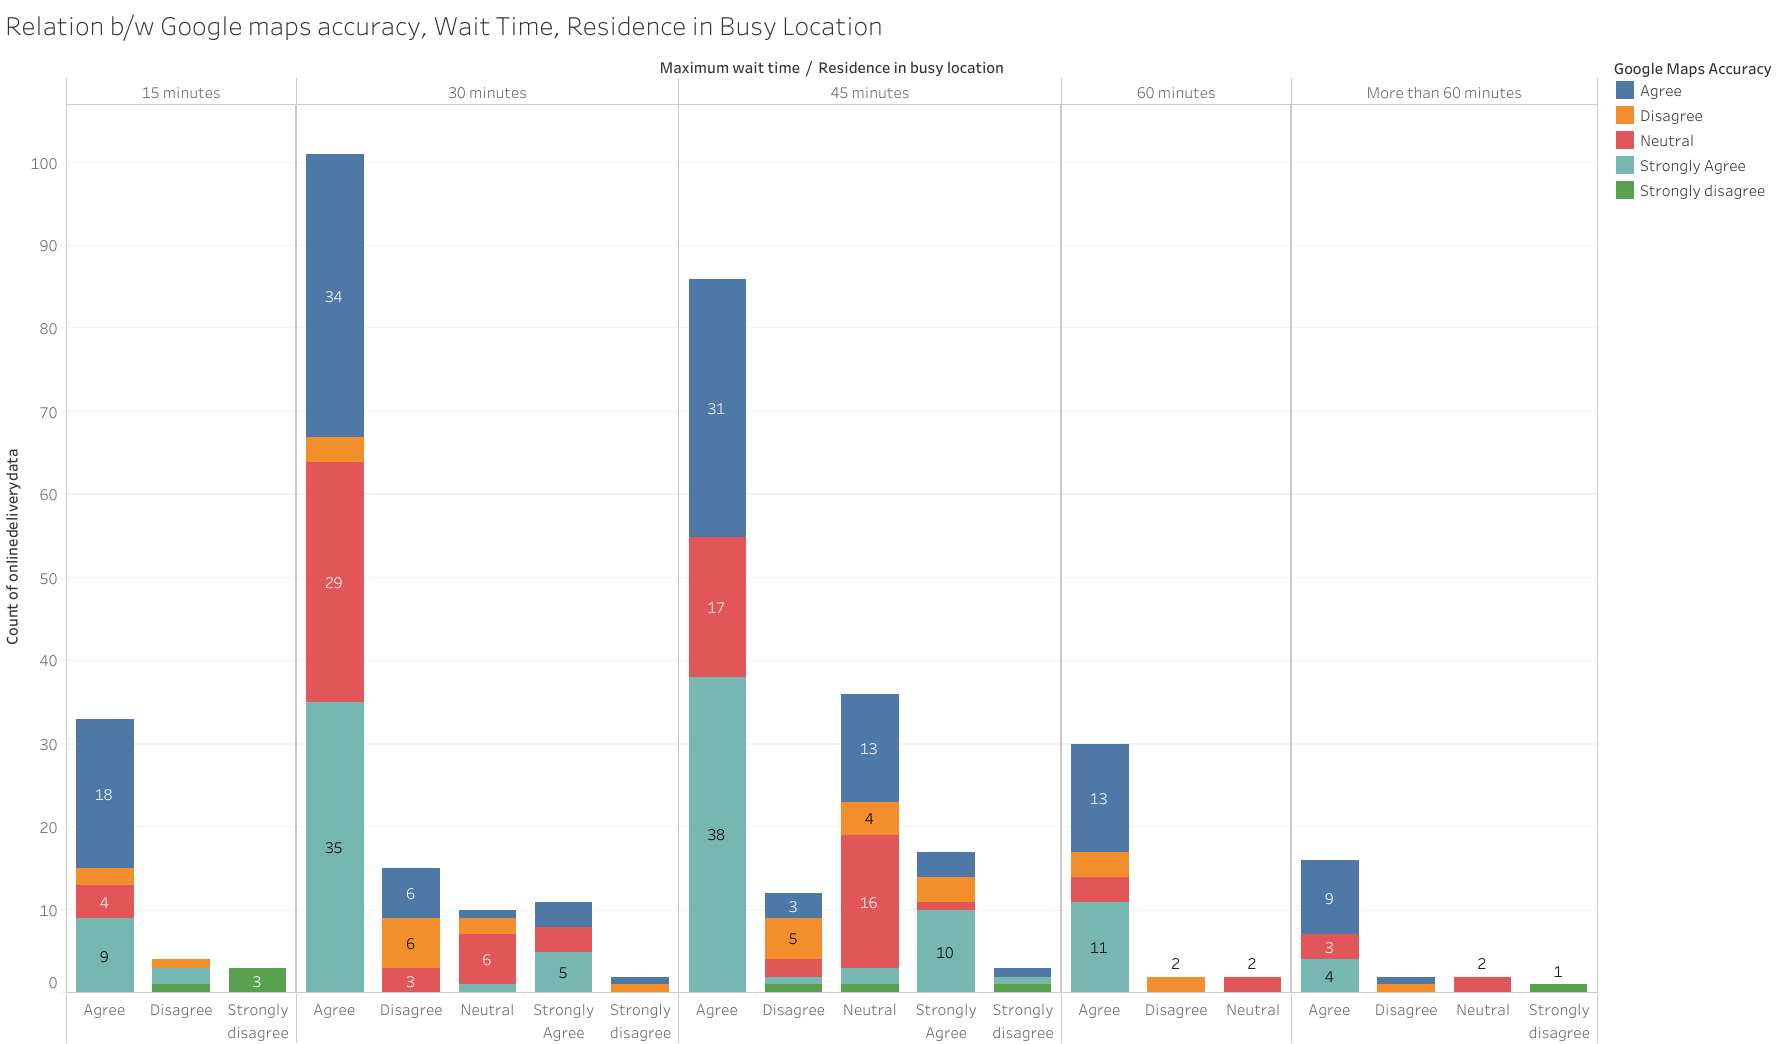 Relation b/w Google maps accuracy, Wait Time, Residence in Busy Location
Maximum wait time / Residence in busy location
15 minutes 30 minutes 45 minutes 60 minutes More than 60 minutes
Google Maps Accuracy
Agree
Disagree
Neutral
Strongly Agree
Strongly disagree
Count of onlinedeliverydata
100
90
80
70
60
50
40
30
20
10
0
18
4
9
3
34
29
35
6
6
3
6
5
31
17
38
3
5
13
4
16
10
13
11
2
2
9
3
4
2
1
Agree Disagree Strongly disagree
Agree Disagree Neutral Strongly Agree Strongly disagree
Agree Disagree Neutral Strongly Agree Strongly disagree
Agree Disagree Neutral
Agree Disagree Neutral Strongly disagree